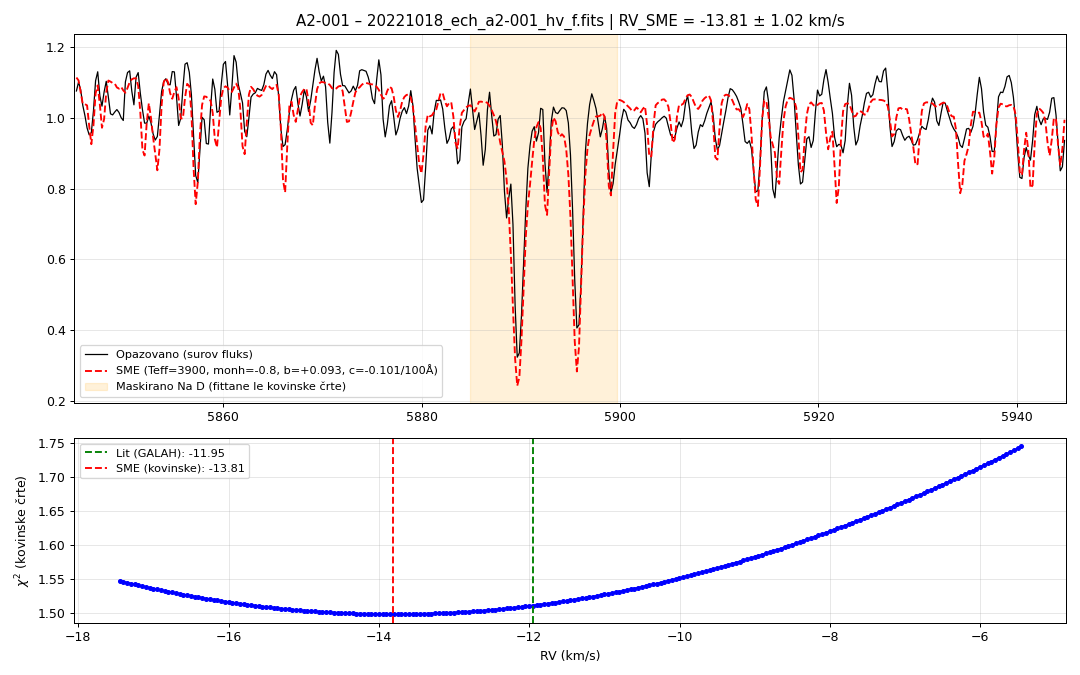 A2-001 – 20221018_ech_a2-001_hv_f.fits | RV_SME = -13.81 ± 1.02 km/s
1.2
1.0
0.8
0.6
0.4
0.2
Opazovano (surov fluks)
SME (Teff=3900, monh=-0.8, b=+0.093, c=-0.101/100Å)
Maskirano Na D (fittane le kovinske črte)
5860 5880 5900 5920 5940
χ² (kovinske črte)
1.75
1.70
1.65
1.60
1.55
1.50
Lit (GALAH): -11.95
SME (kovinske): -13.81
−18 −16 −14 −12 −10 −8 −6
RV (km/s)